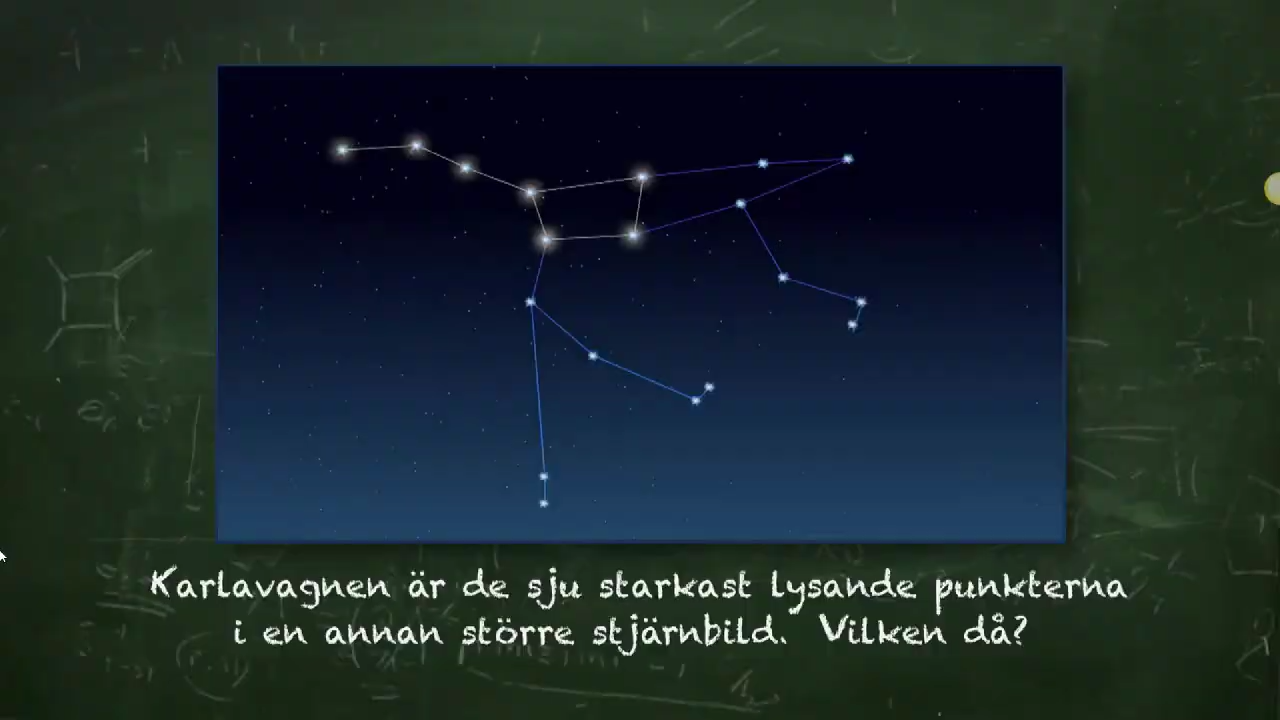 Karlavagnen är de sju starkast lysande punkterna
i en annan större stjärnbild. Vilken då?